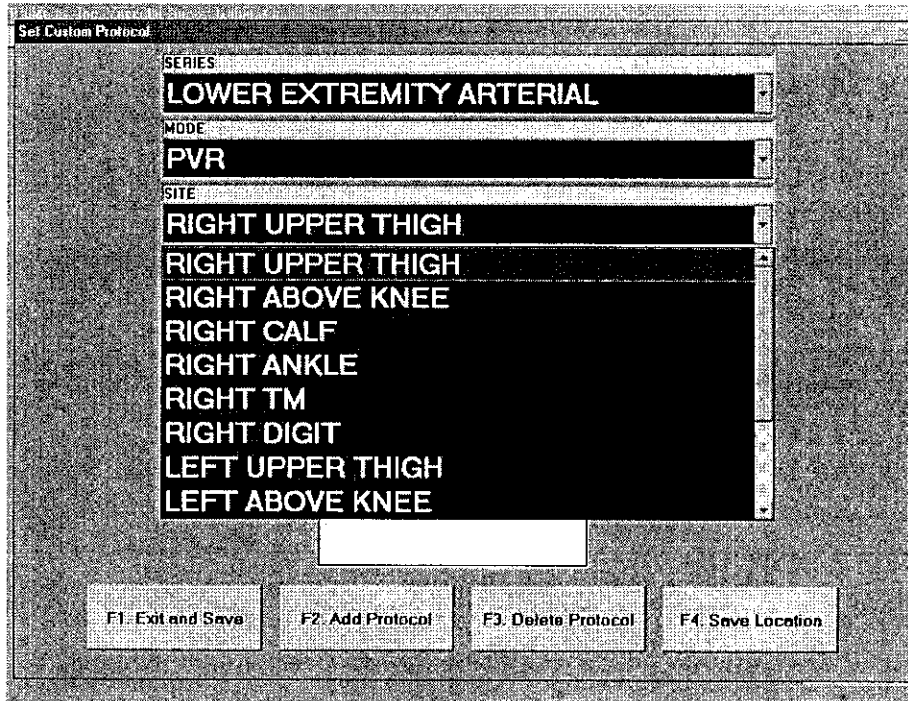 Set Custom Protocol
SERIES
LOWER EXTREMITY ARTERIAL
MODE
PVR
SITE
RIGHT UPPER THIGH
RIGHT UPPER THIGH
RIGHT ABOVE KNEE
RIGHT CALF
RIGHT ANKLE
RIGHT TM
RIGHT DIGIT
LEFT UPPER THIGH
LEFT ABOVE KNEE
F1. Exit and Save F2. Add Protocol F3. Delete Protocol F4. Save Location